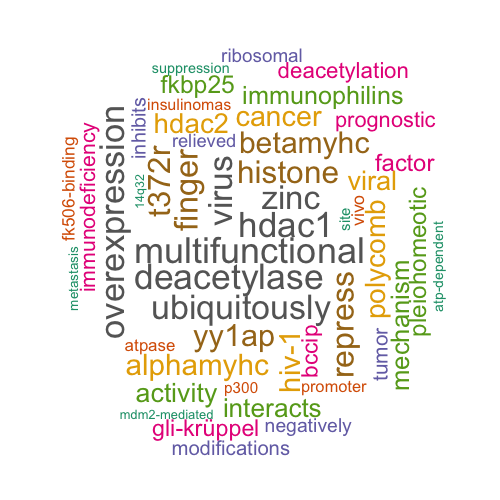 ribosomal
suppression
deacetylation
fkbp25
immunophilins
insulinomas
inhibits
hdac2
cancer
prognostic
relieved
betamyhc
fk506-binding
immunodeficiency
overexpression
14q32
t372r
finger
virus
histone
factor
viral
zinc
hdac1
site
vivo
polycomb
pleiohomeotic
metastasis
multifunctional
deacetylase
atp-dependent
ubiquitously
mechanism
yy1ap
repress
tumor
atpase
alphamyhc
hiv-1
bccip
activity
p300
promoter
mdm2-mediated
interacts
gli-krüppel
negatively
modifications